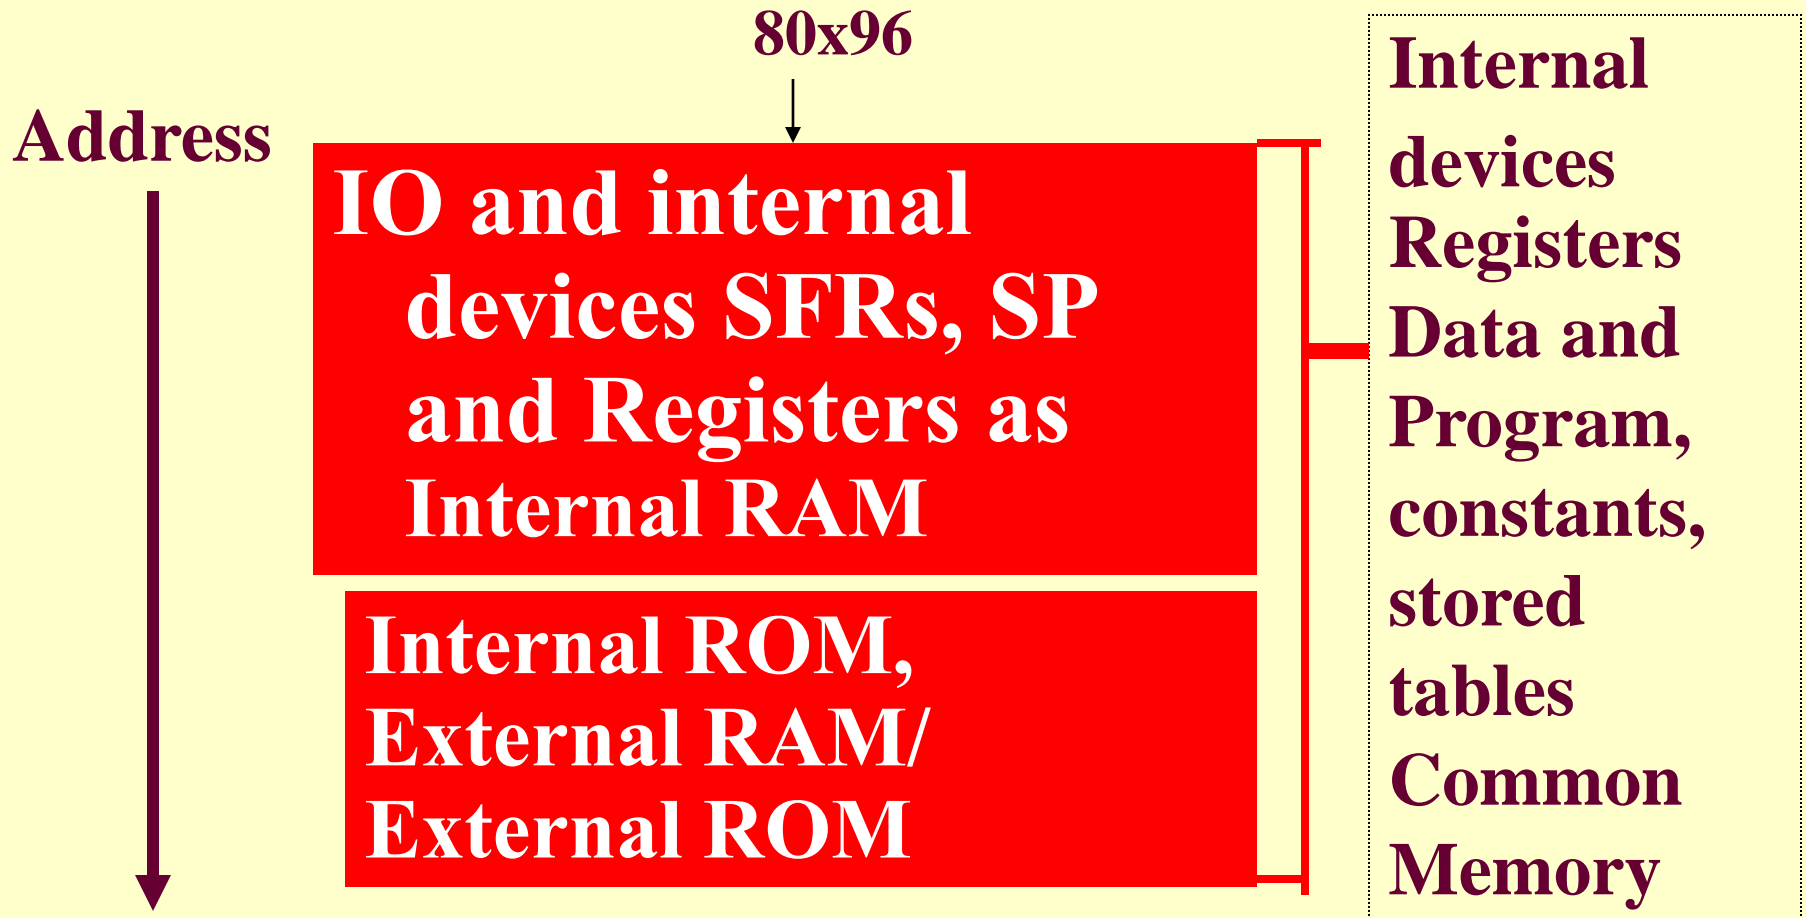 80x96
Address
IO and internal
devices SFRs, SP
and Registers as
Internal RAM
Internal ROM,
External RAM/
External ROM
Internal
devices
Registers
Data and
Program,
constants,
stored
tables
Common
Memory